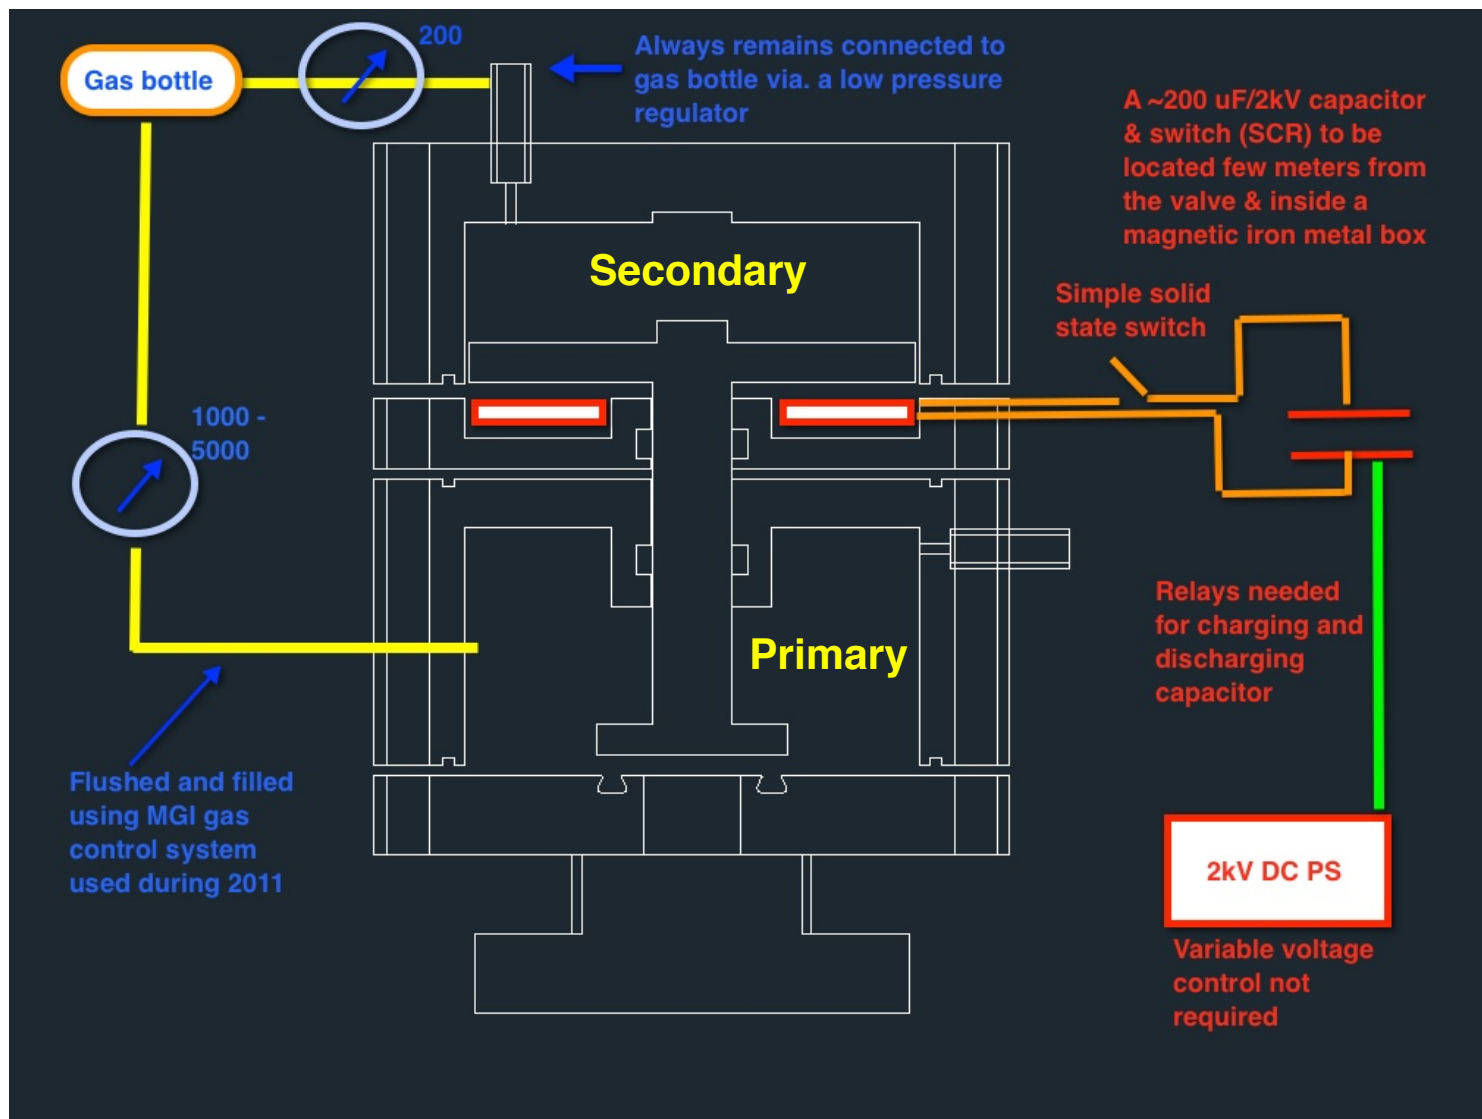 Gas bottle
200
Always remains connected to
gas bottle via. a low pressure
regulator
A ~200 uF/2kV capacitor
& switch (SCR) to be
located few meters from
the valve & inside a
magnetic iron metal box
Secondary
Simple solid
state switch
1000 -
5000
Primary
Relays needed
for charging and
discharging
capacitor
Flushed and filled
using MGI gas
control system
used during 2011
2kV DC PS
Variable voltage
control not
required